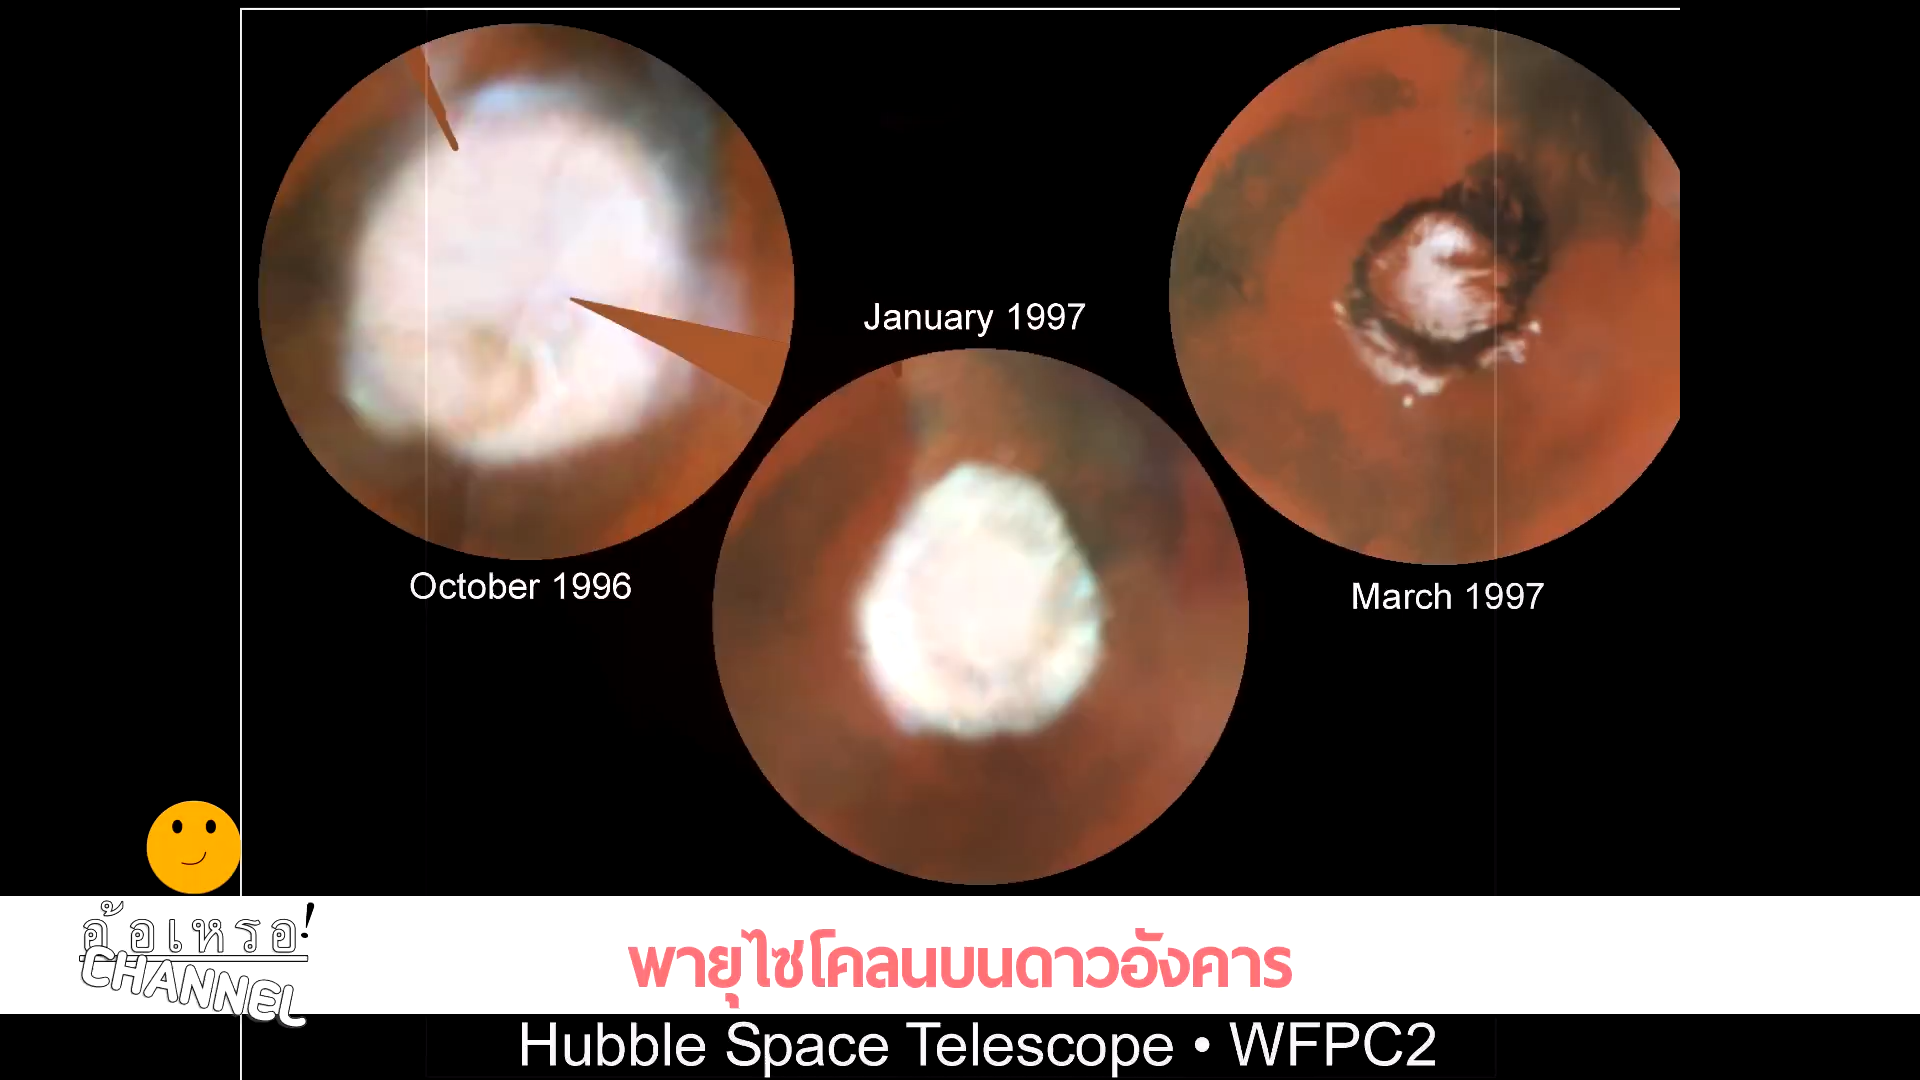 January 1997
October 1996
March 1997
อ๋อเหรอ!
CHANNEL
พายุไซโคลนบนดาวอังคาร
Hubble Space Telescope • WFPC2